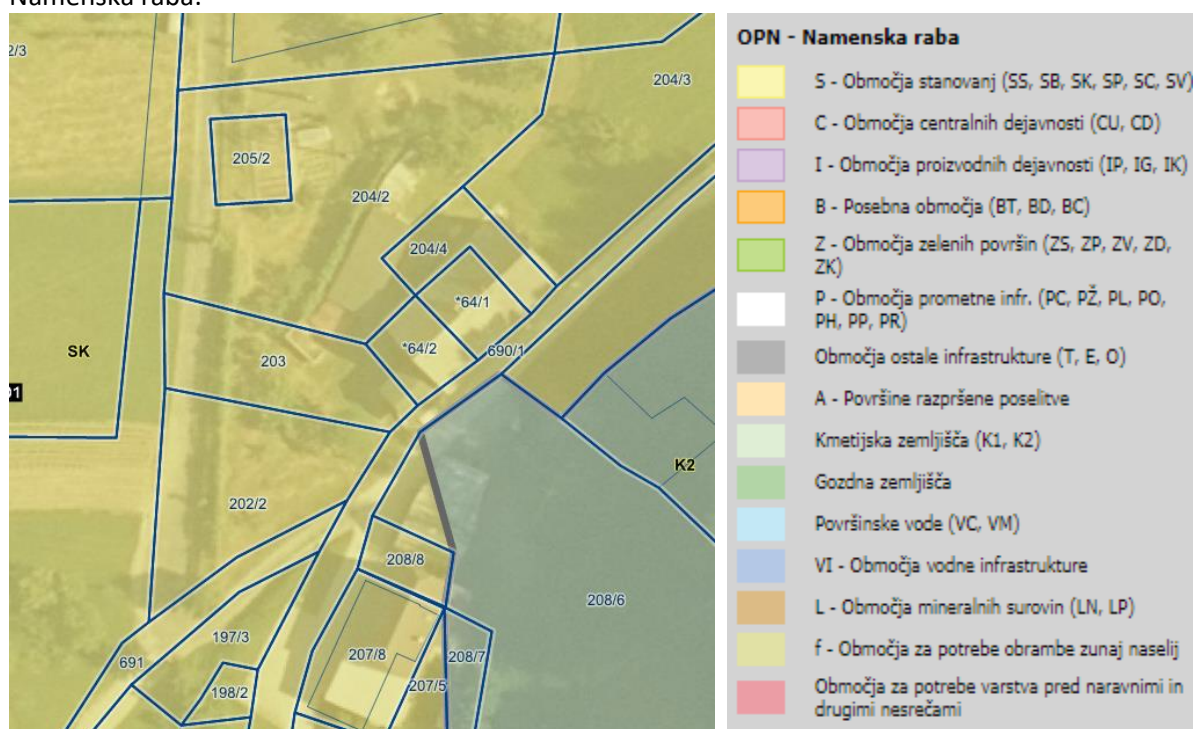 Namenska raba:
2/3
204/3
205/2
204/2
204/4
*64/1
SK
203
*64/2
690/1
01
K2
202/2
208/8
208/6
197/3
207/8
208/7
691
198/2
207/5
OPN - Namenska raba
S - Območja stanovanj (SS, SB, SK, SP, SC, SV)
C - Območja centralnih dejavnosti (CU, CD)
I - Območja proizvodnih dejavnosti (IP, IG, IK)
B - Posebna območja (BT, BD, BC)
Z - Območja zelenih površin (ZS, ZP, ZV, ZD,
ZK)
P - Območja prometne infr. (PC, PŽ, PL, PO,
PH, PP, PR)
Območja ostale infrastrukture (T, E, O)
A - Površine razpršene poselitve
Kmetijska zemljišča (K1, K2)
Gozdna zemljišča
Površinske vode (VC, VM)
VI - Območja vodne infrastrukture
L - Območja mineralnih surovin (LN, LP)
f - Območja za potrebe obrambe zunaj naselij
Območja za potrebe varstva pred naravnimi in
drugimi nesrečami